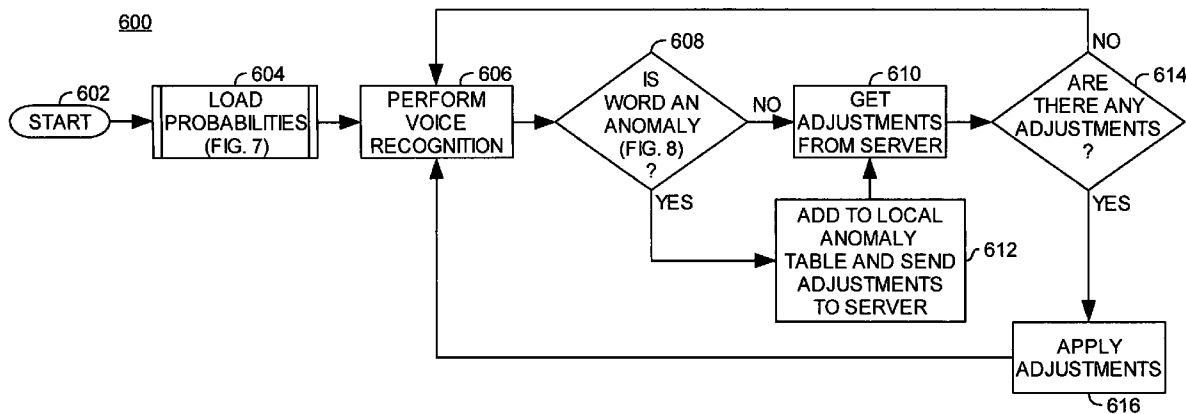 600
602
START
604
LOAD
PROBABILITIES
(FIG. 7)
606
PERFORM
VOICE
RECOGNITION
608
IS
WORD AN
ANOMALY
(FIG. 8)
?
NO
YES
610
GET
ADJUSTMENTS
FROM SERVER
612
ADD TO LOCAL
ANOMALY
TABLE AND SEND
ADJUSTMENTS
TO SERVER
614
ARE
THERE ANY
ADJUSTMENTS
?
NO
YES
APPLY
ADJUSTMENTS
616